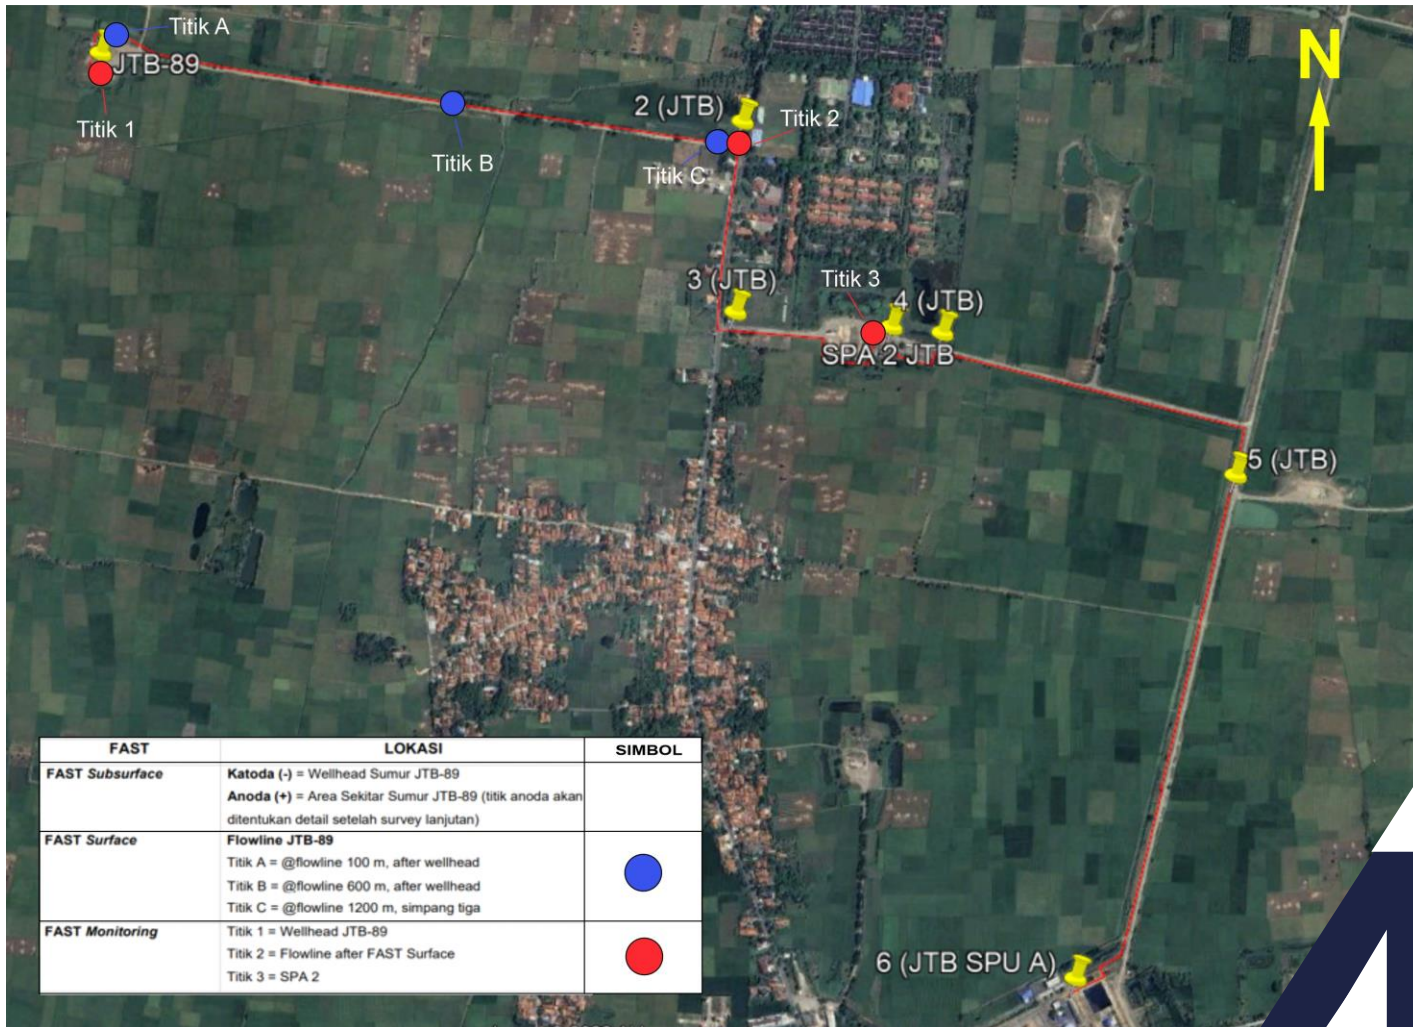 Titik A
JTB-89
Titik 1
Titik B
2 (JTB)
Titik 2
Titik C
N
3 (JTB)
Titik 3
4 (JTB)
SPA 2 JTB
5 (JTB)
6 (JTB SPU A)
FAST LOKASI SIMBOL
FAST Subsurface Katoda (-) = Wellhead Sumur JTB-89
Anoda (+) = Area Sekitar Sumur JTB-89 (titik anoda akan
ditentukan detail setelah survey lanjutan)
FAST Surface Flowline JTB-89
Titik A = @flowline 100 m, after wellhead
Titik B = @flowline 600 m, after wellhead
Titik C = @flowline 1200 m, simpang tiga
FAST Monitoring Titik 1 = Wellhead JTB-89
Titik 2 = Flowline after FAST Surface
Titik 3 = SPA 2